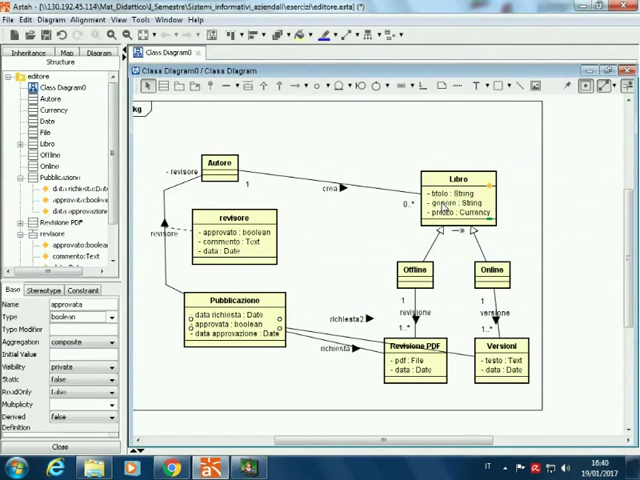 Astah - [\\130.192.45.114\Mat_Didattico\I_Semestre\Sistemi_informativi_aziendali\esercizi\editore.asta] (*)
File Edit Diagram Alignment View Tools Window Help
Inheritance Map Diagram
Class Diagram0
Class Diagram0 / Class Diagram
editore
Class Diagram0
Autore
Currency
Date
File
Libro
Offline
Online
Pubblicazione
data richiesta:Date
approvata:boolean
data approvazione:
Revisione PDF
revisore
approvato:boolean
commento:Text
data:Date
Base Stereotype Constraint
Name approvata
Type boolean
Type Modifier
Aggregation composite
Initial Value
Visibility private
Static false
ReadOnly false
Multiplicity
Derived false
Definition
Close
kg
Autore
- revisore
1
crea
0..*
Libro
- titolo : String
- genere : String
- prezzo : Currency
revisore
revisore
- approvato : boolean
- commento : Text
- data : Date
Offline
Online
1
revisione
1..*
1
versione
1..*
Pubblicazione
data richiesta : Date
approvata : boolean
- data approvazione : Date
richiesta2
richiesta
Revisione PDF
- pdf : File
- data : Date
Versioni
- testo : Text
- data : Date
IT
16:40
19/01/2017